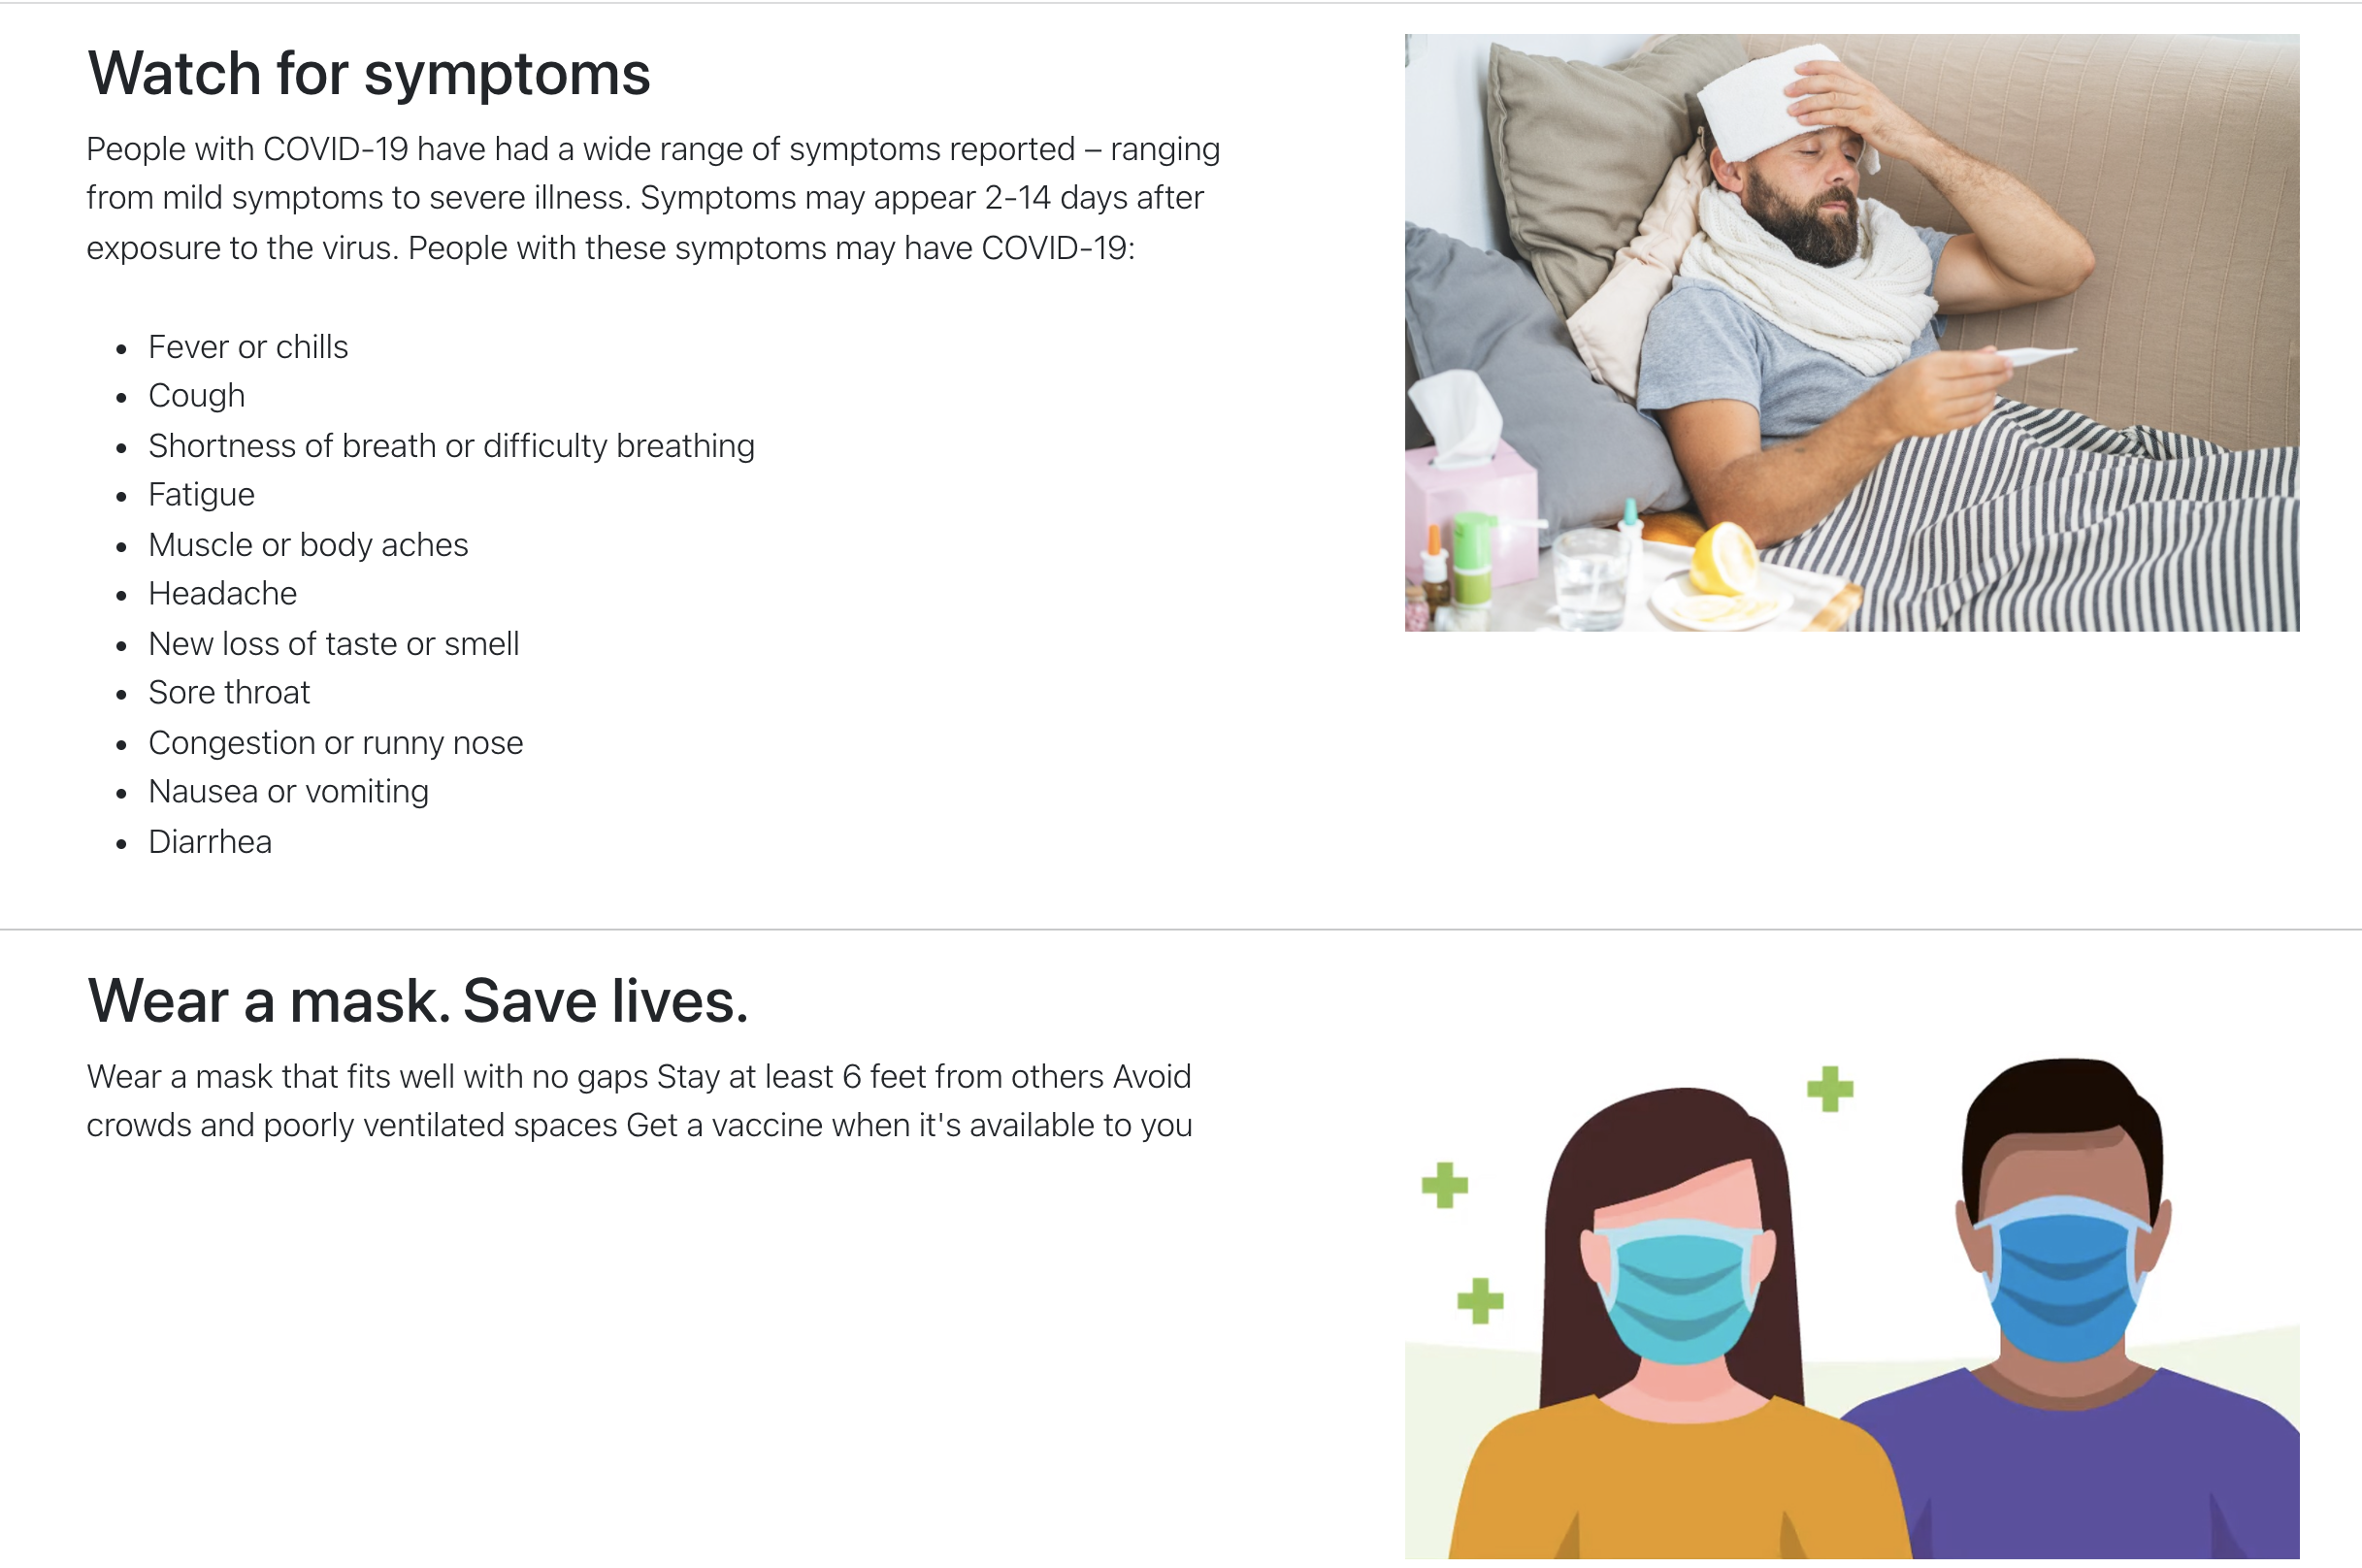 Watch for symptoms
People with COVID-19 have had a wide range of symptoms reported – ranging
from mild symptoms to severe illness. Symptoms may appear 2-14 days after
exposure to the virus. People with these symptoms may have COVID-19:
• Fever or chills
• Cough
• Shortness of breath or difficulty breathing
• Fatigue
• Muscle or body aches
• Headache
• New loss of taste or smell
• Sore throat
• Congestion or runny nose
• Nausea or vomiting
• Diarrhea
Wear a mask. Save lives.
Wear a mask that fits well with no gaps Stay at least 6 feet from others Avoid
crowds and poorly ventilated spaces Get a vaccine when it's available to you